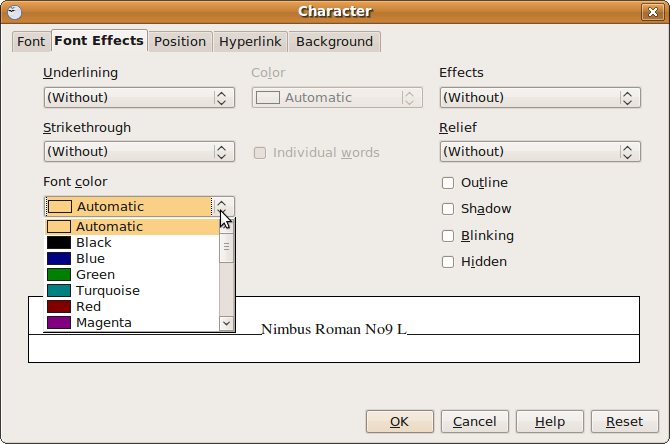 Character
Font Font Effects Position Hyperlink Background
Underlining Color Effects
(Without) Automatic (Without)
Strikethrough Relief
(Without) Individual words (Without)
Font color
Automatic
Outline
Shadow
Blinking
Hidden
Automatic
Black
Blue
Green
Turquoise
Red
Magenta
Nimbus Roman No9 L
OK Cancel Help Reset